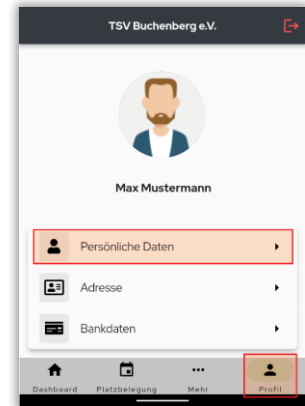 TSV Buchenberg e.V.
Max Mustermann
Persönliche Daten
Adresse
Bankdaten
Dashboard Platzbelegung Mehr Profil